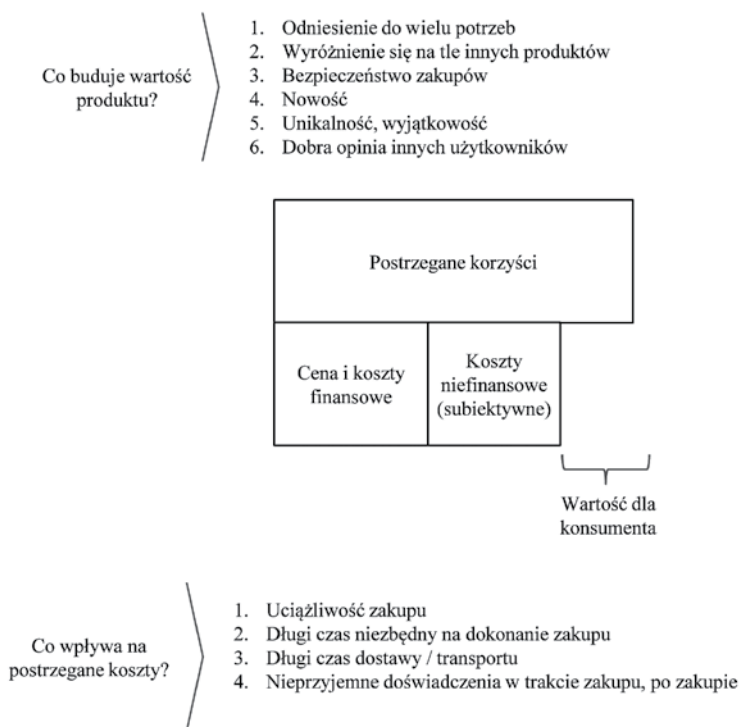 Co buduje wartość
produktu?
1. Odniesienie do wielu potrzeb
2. Wyróżnienie się na tle innych produktów
3. Bezpieczeństwo zakupów
4. Nowość
5. Unikalność, wyjątkowość
6. Dobra opinia innych użytkowników
Postrzegane korzyści
Cena i koszty
finansowe
Koszty
niefinansowe
(subiektywne)
Wartość dla
konsumenta
Co wpływa na
postrzegane koszty?
1. Uciążliwość zakupu
2. Długi czas niezbędny na dokonanie zakupu
3. Długi czas dostawy / transportu
4. Nieprzyjemne doświadczenia w trakcie zakupu, po zakupie